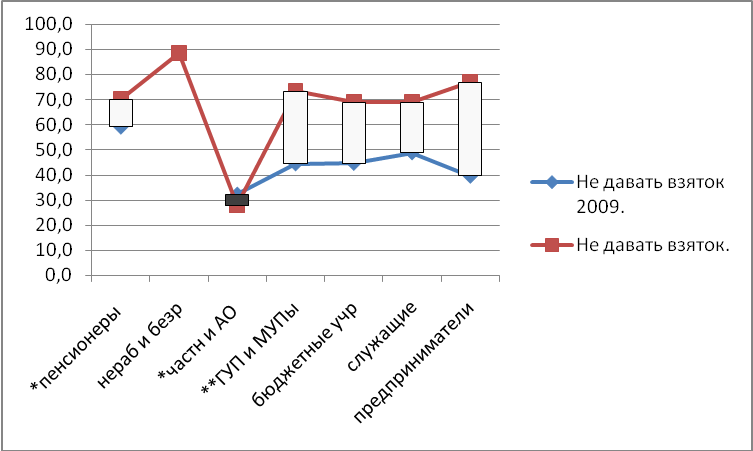 100,0
90,0
80,0
70,0
60,0
50,0
40,0
30,0
20,0
10,0
0,0
*пенсионеры
нераб и безр
*частн и АО
**ГУП и МУПы
бюджетные учр
служащие
предприниматели
Не давать взяток
2009.
Не давать взяток.